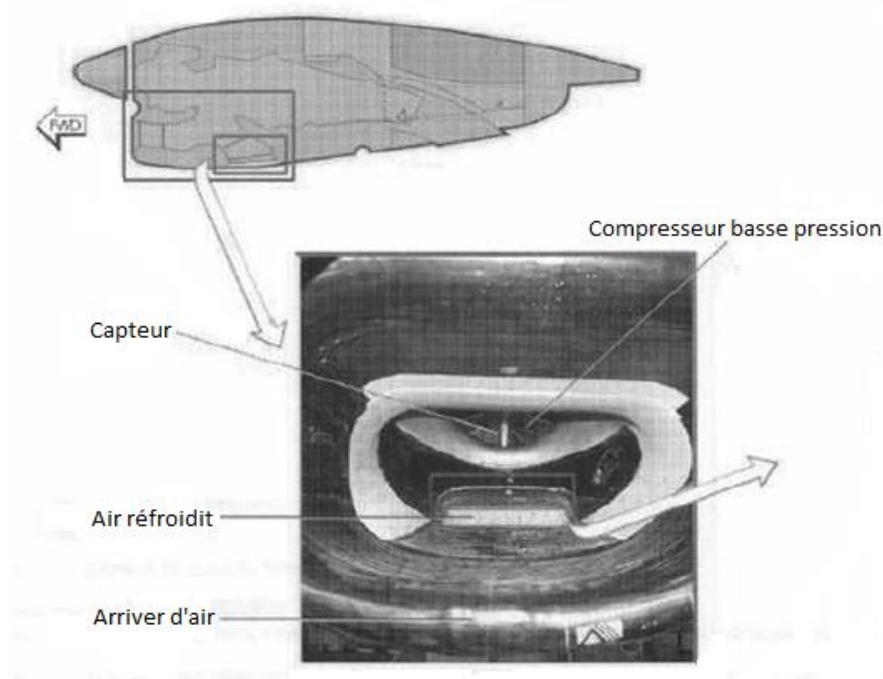 FWD
Compresseur basse pression
Capteur
Air réfroidit
Arriver d'air